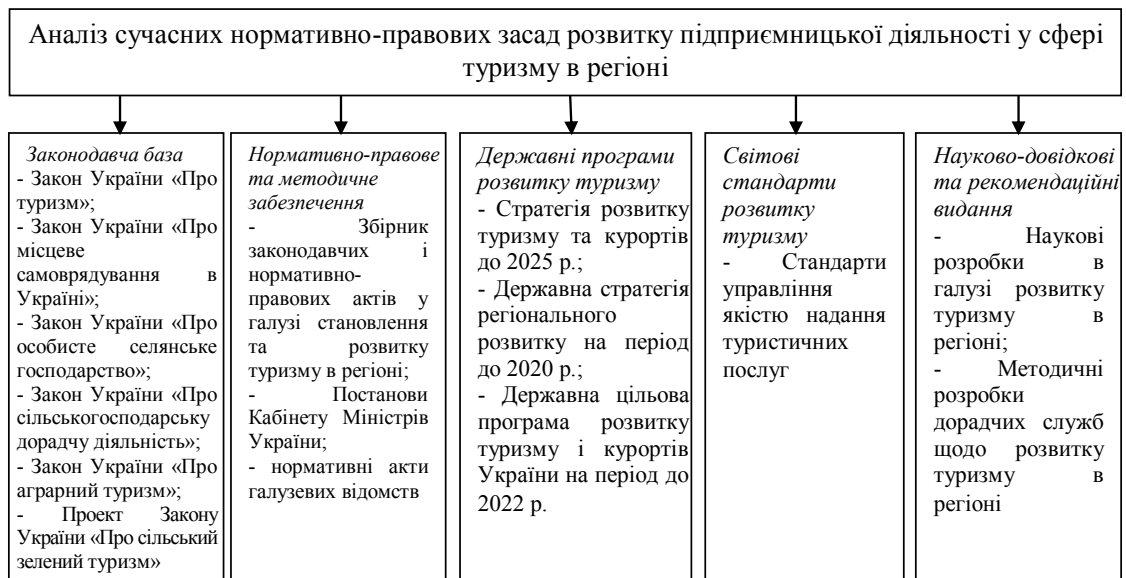 Аналіз сучасних нормативно-правових засад розвитку підприємницької діяльності у сфері
туризму в регіоні
Законодавча база
- Закон України «Про
туризм»;
- Закон України «Про
місцеве
самоврядування в
Україні»;
- Закон України «Про
особисте селянське
господарство»;
- Закон України «Про
сільськогосподарську
дорадчу діяльність»;
- Закон України «Про
аграрний туризм»;
- Проект Закону
України «Про сільський
зелений туризм»
Нормативно-правове
та методичне
забезпечення
- Збірник
законодавчих і
нормативно-
правових актів у
галузі становлення
та розвитку
туризму в регіоні;
- Постанови
Кабінету Міністрів
України;
- нормативні акти
галузевих відомств
Державні програми
розвитку туризму
- Стратегія розвитку
туризму та курортів
до 2025 р.;
- Державна стратегія
регіонального
розвитку на період
до 2020 р.;
- Державна цільова
програма розвитку
туризму і курортів
України на період до
2022 р.
Світові
стандарти
розвитку
туризму
- Стандарти
управління
якістю надання
туристичних
послуг
Науково-довідкові
та рекомендаційні
видання
- Наукові
розробки в
галузі розвитку
туризму в
регіоні;
- Методичні
розробки
дорадчих служб
щодо розвитку
туризму в
регіоні